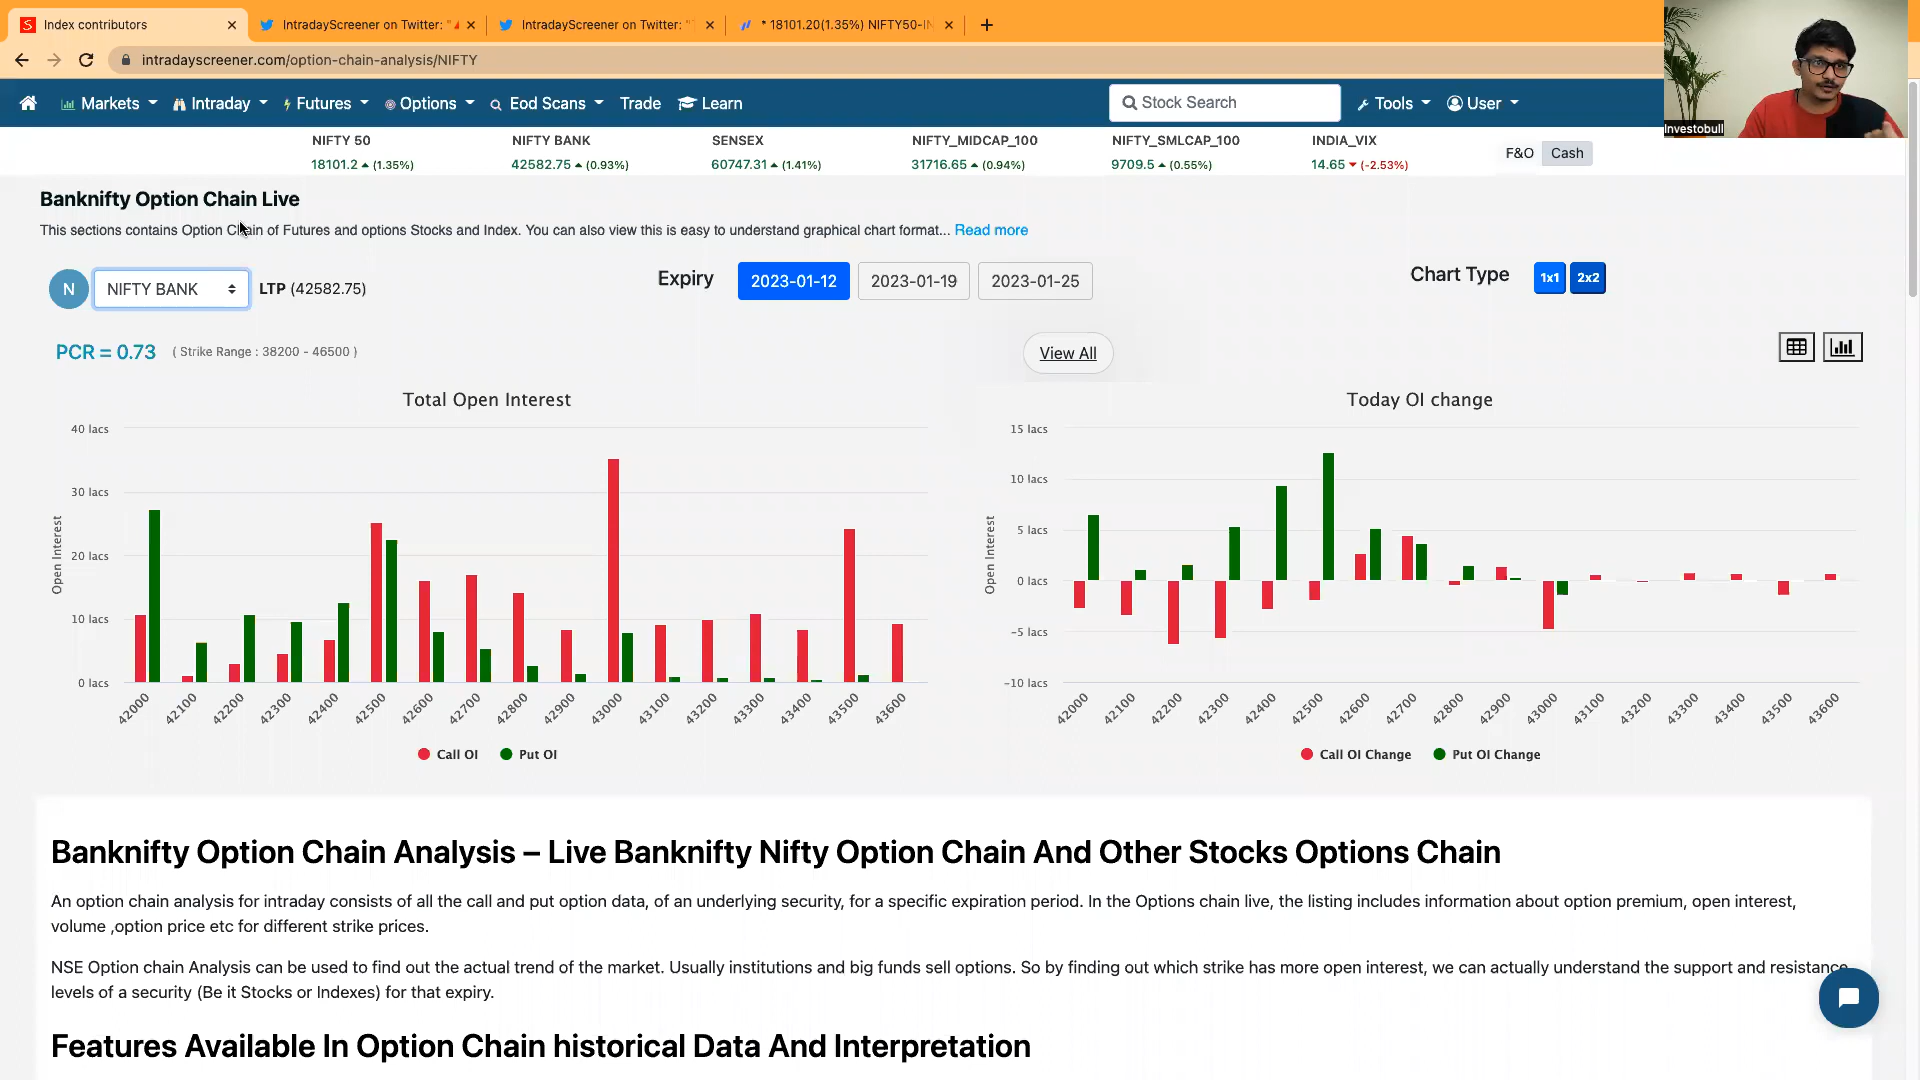 Index contributors
IntradayScreener on Twitter: "
IntradayScreener on Twitter: "
* 18101.20(1.35%) NIFTY50-IN
intradayscreener.com/option-chain-analysis/NIFTY
Markets Intraday Futures Options Eod Scans Trade Learn Stock Search Tools User
Investobull
NIFTY 50 NIFTY BANK SENSEX NIFTY_MIDCAP_100 NIFTY_SMLCAP_100 INDIA_VIX
18101.2 (1.35%) 42582.75 (0.93%) 60747.31 (1.41%) 31716.65 (0.94%) 9709.5 (0.55%) 14.65 (-2.53%)
F&O Cash
Banknifty Option Chain Live
This sections contains Option Chain of Futures and options Stocks and Index. You can also view this is easy to understand graphical chart format... Read more
N NIFTY BANK LTP (42582.75) Expiry 2023-01-12 2023-01-19 2023-01-25 Chart Type 1x1 2x2
PCR = 0.73 ( Strike Range : 38200 - 46500 ) View All
Total Open Interest
40 lacs
30 lacs
20 lacs
10 lacs
0 lacs
Open Interest
42000 42100 42200 42300 42400 42500 42600 42700 42800 42900 43000 43100 43200 43300 43400 43500 43600
Call OI Put OI
Today OI change
15 lacs
10 lacs
5 lacs
0 lacs
-5 lacs
-10 lacs
Open Interest
42000 42100 42200 42300 42400 42500 42600 42700 42800 42900 43000 43100 43200 43300 43400 43500 43600
Call OI Change Put OI Change
Banknifty Option Chain Analysis – Live Banknifty Nifty Option Chain And Other Stocks Options Chain
An option chain analysis for intraday consists of all the call and put option data, of an underlying security, for a specific expiration period. In the Options chain live, the listing includes information about option premium, open interest,
volume ,option price etc for different strike prices.
NSE Option chain Analysis can be used to find out the actual trend of the market. Usually institutions and big funds sell options. So by finding out which strike has more open interest, we can actually understand the support and resistance
levels of a security (Be it Stocks or Indexes) for that expiry.
Features Available In Option Chain historical Data And Interpretation